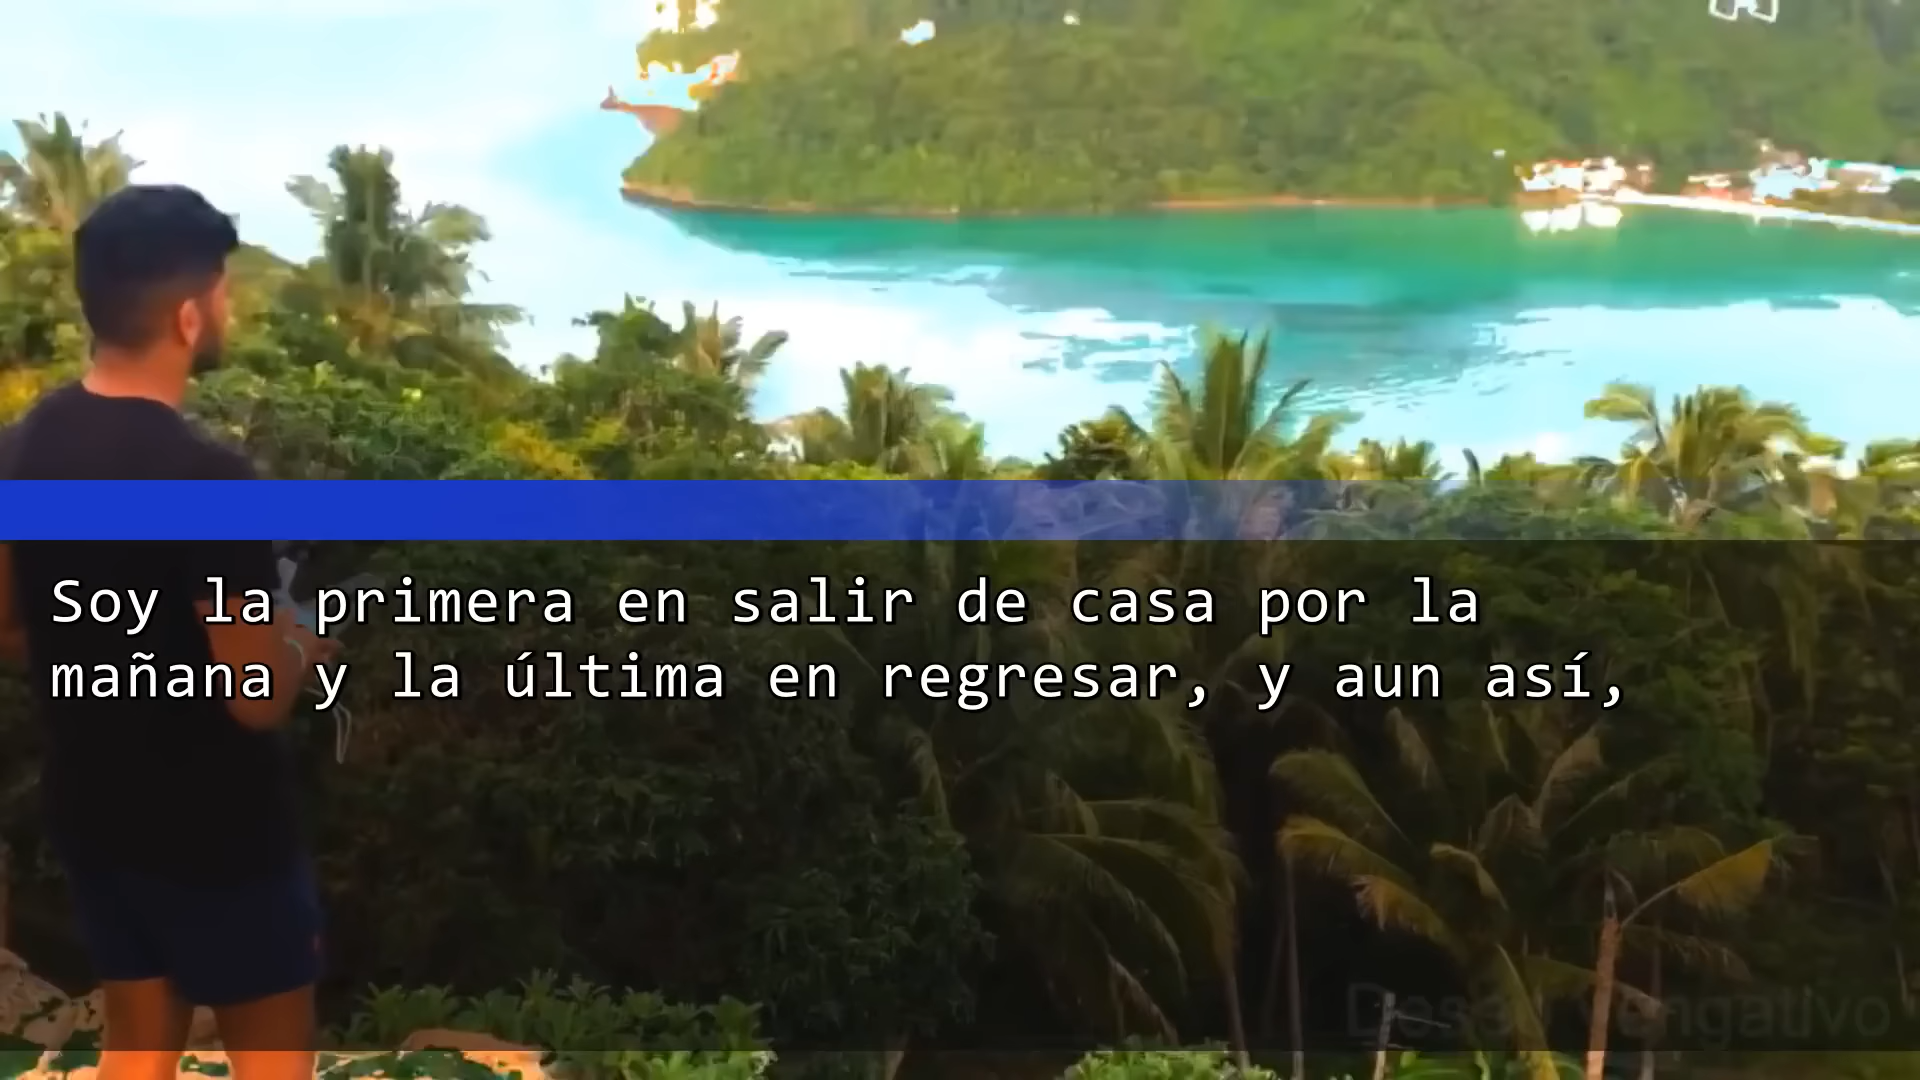 Soy la primera en salir de casa por la
mañana y la última en regresar, y aun así,